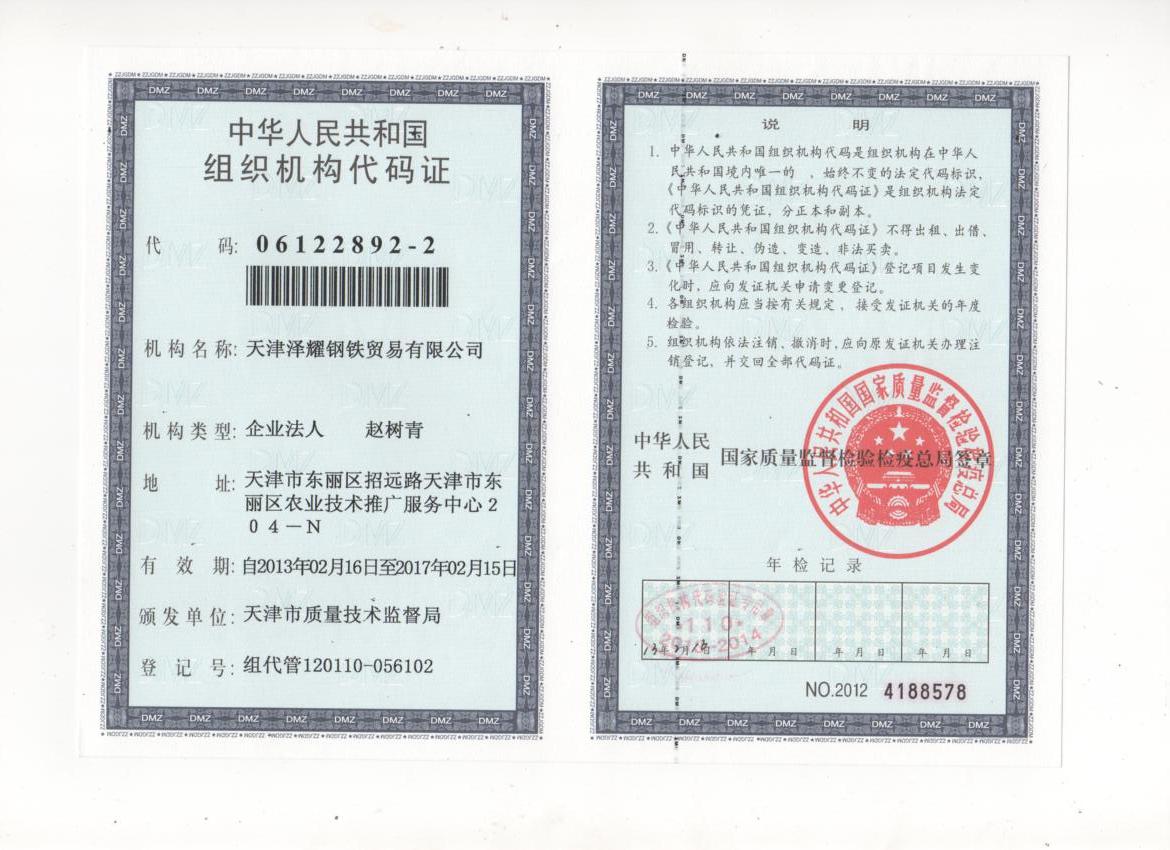 中华人民共和国
组织机构代码证
代 码: 06122892-2
机构名称: 天津泽耀钢铁贸易有限公司
机构类型: 企业法人 赵树青
地 址: 天津市东丽区招远路天津市东
丽区农业技术推广服务中心2
04－N
有 效 期: 自2013年02月16日至2017年02月15日
颁发单位: 天津市质量技术监督局
登 记 号: 组代管120110-056102
说 明
1. 中华人民共和国组织机构代码是组织机构在中华人
民共和国境内唯一的 、始终不变的法定代码标识，
《中华人民共和国组织机构代码证》是组织机构法定
代码标识的凭证，分正本和副本。
2.《中华人民共和国组织机构代码证》不得出租、出借、
冒用、转让、伪造、变造、非法买卖。
3.《中华人民共和国组织机构代码证》登记项目发生变
化时，应向发证机关申请变更登记。
4. 各组织机构应当按有关规定，接受发证机关的年度
检验。
5. 组织机构依法注销、撤消时，应向原发证机关办理注
销登记，并交回全部代码证。
中华人民共和国国家质量监督检验检疫总局
中华人民
共 和 国
国家质量监督检验检疫总局签章
年检记录
110
年 月 日 年 月 日 年 月 日 年 月 日
NO.2012 4188578